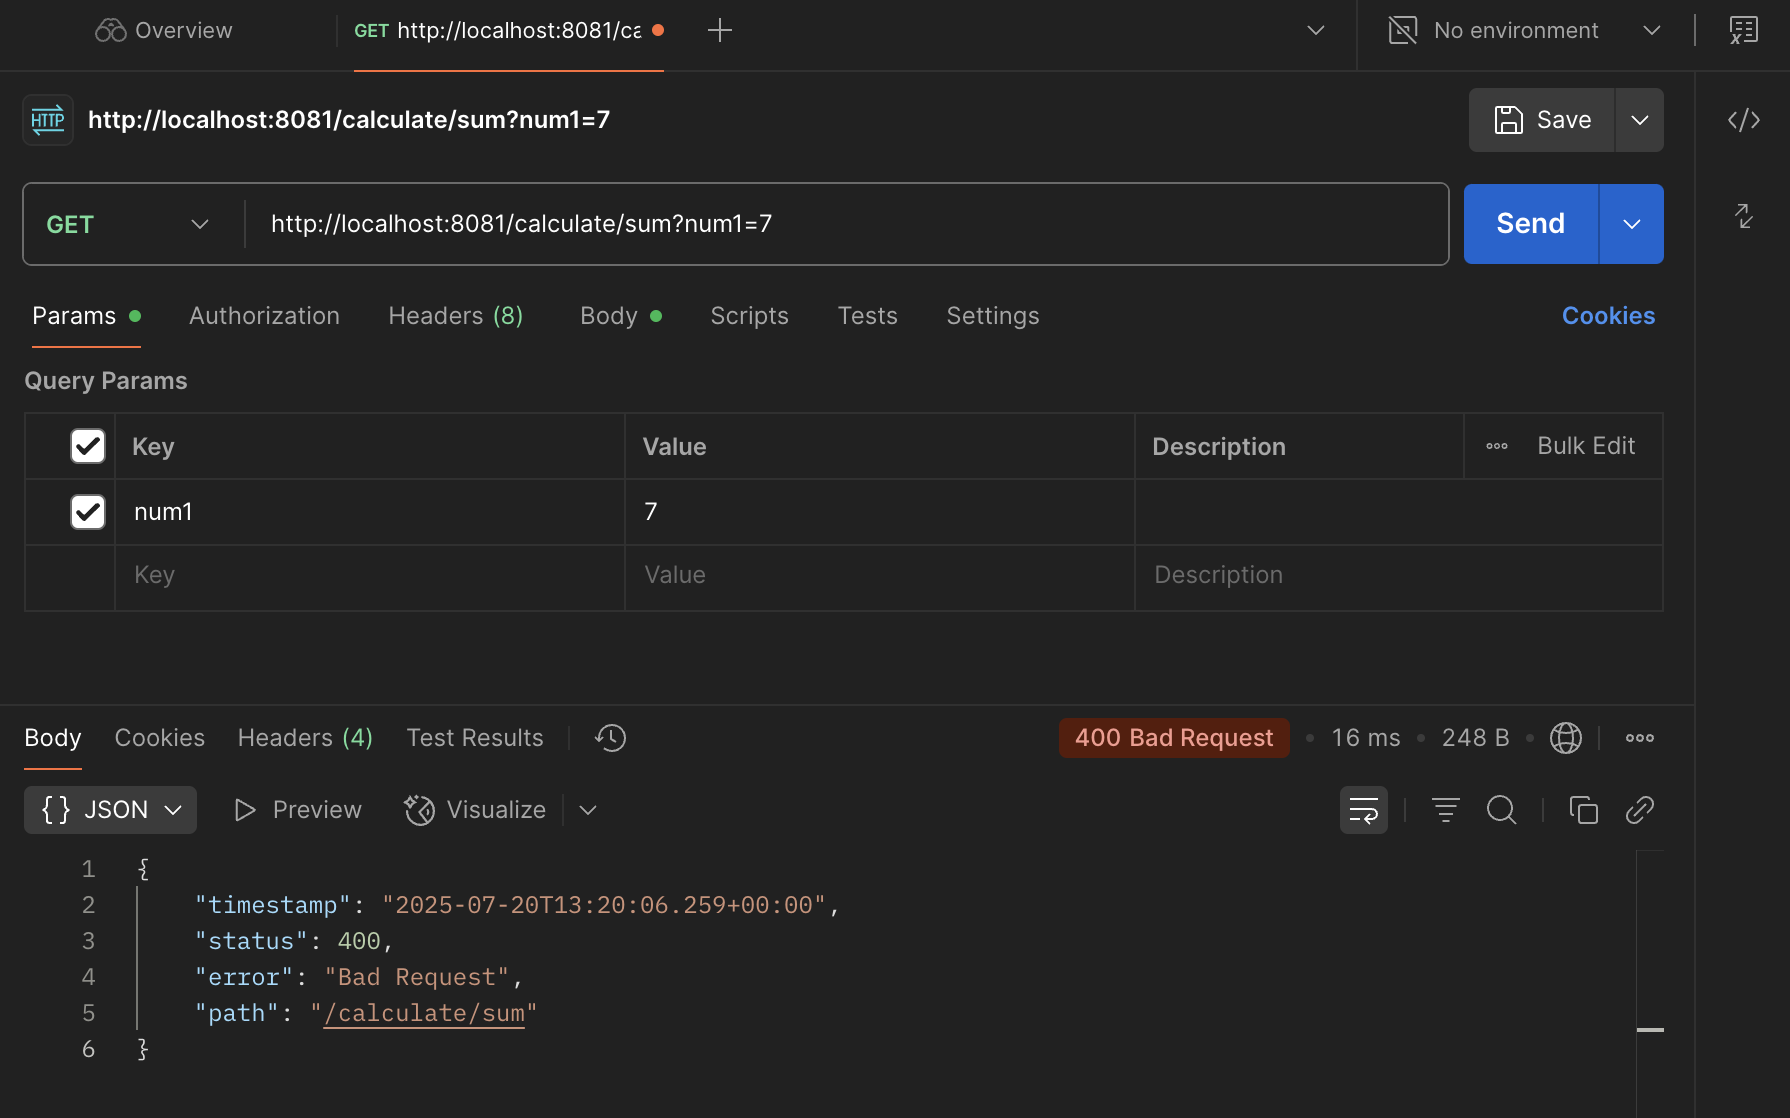 Overview
GET http://localhost:8081/ca
No environment
HTTP http://localhost:8081/calculate/sum?num1=7
Save
GET http://localhost:8081/calculate/sum?num1=7
Send
Params Authorization Headers (8) Body Scripts Tests Settings Cookies
Query Params
Key Value Description Bulk Edit
num1 7
Key Value Description
Body Cookies Headers (4) Test Results 400 Bad Request • 16 ms • 248 B •
{ } JSON Preview Visualize
1 {
2 "timestamp": "2025-07-20T13:20:06.259+00:00",
3 "status": 400,
4 "error": "Bad Request",
5 "path": "/calculate/sum"
6 }